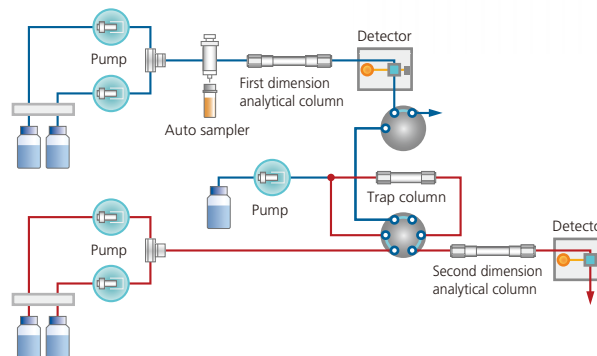 Detector
Pump
First dimension
analytical column
Auto sampler
Trap column
Pump
Detecto
Pump
Second dimension
analytical column